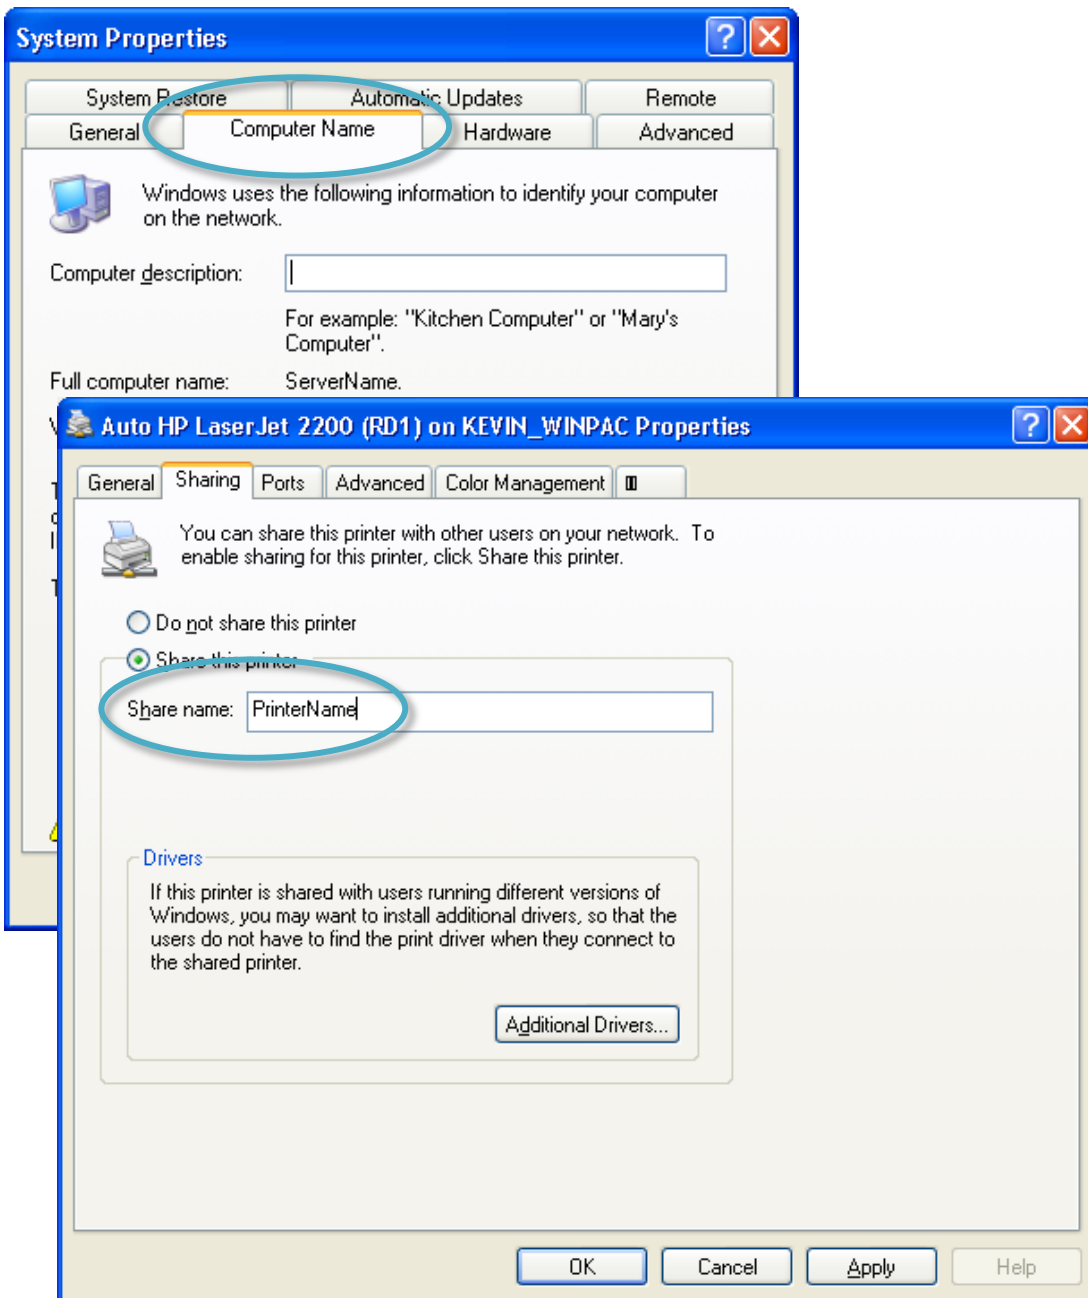 System Properties
System Restore Automatic Updates Remote
General Computer Name Hardware Advanced
Windows uses the following information to identify your computer
on the network.
Computer description:
For example: "Kitchen Computer" or "Mary's
Computer".
Full computer name: ServerName.
Auto HP LaserJet 2200 (RD1) on KEVIN_WINPAC Properties
General Sharing Ports Advanced Color Management
You can share this printer with other users on your network. To
enable sharing for this printer, click Share this printer.
Do not share this printer
Share this printer
Share name: PrinterName
Drivers
If this printer is shared with users running different versions of
Windows, you may want to install additional drivers, so that the
users do not have to find the print driver when they connect to
the shared printer.
Additional Drivers...
OK Cancel Apply Help